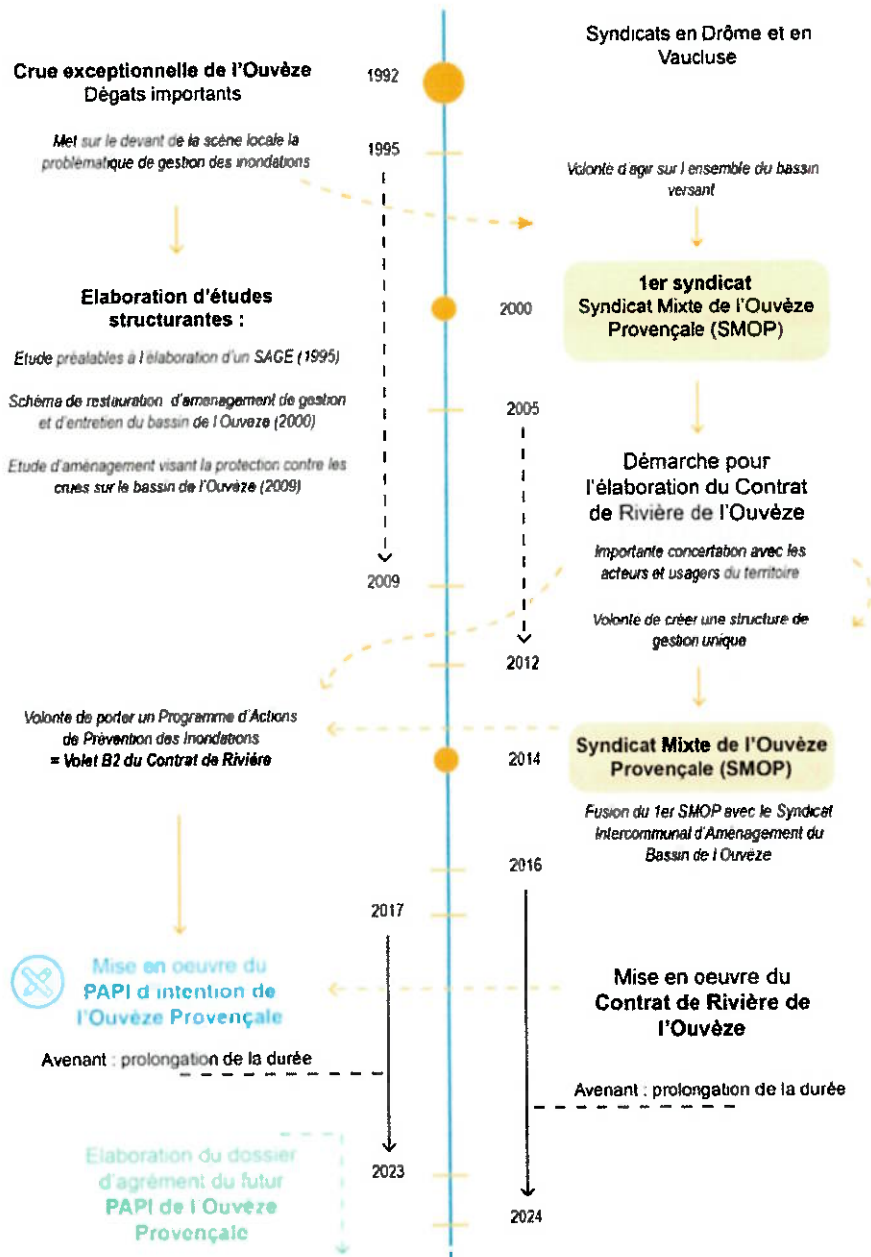 Syndicats en Drôme et en
Vaucluse
Crue exceptionnelle de l'Ouvèze
Dégats importants
1992
Met sur le devant de la scène locale la
problématique de gestion des inondations
1995
Volonté d'agir sur l ensemble du bassin
versant
1er syndicat
Syndicat Mixte de l'Ouvèze
Provençale (SMOP)
2000
Elaboration d'études
structurantes :
Etude préalables à l élaboration d'un SAGE (1995)
Schéma de restauration d'amenagement de gestion
et d'entretien du bassin de l Ouveze (2000)
Etude d'aménagement visant la protection contre les
crues sur le bassin de l'Ouvèze (2009)
2005
Démarche pour
l'élaboration du Contrat
de Rivière de l'Ouvèze
Importante concertation avec les
acteurs et usagers du territoire
2009
Volonte de créer une structure de
gestion unique
2012
Volonte de porter un Programme d'Actions
de Prévention des Inondations
= Volet B2 du Contrat de Rivière
2014
Syndicat Mixte de l'Ouvèze
Provençale (SMOP)
Fusion du 1er SMOP avec le Syndicat
Intercommunal d'Aménagement du
Bassin de l Ouvèze
2016
2017
Mise en oeuvre du
PAPI d intention de
l'Ouvèze Provençale
Mise en oeuvre du
Contrat de Rivière de
l'Ouvèze
Avenant : prolongation de la durée
Avenant : prolongation de la durée
Elaboration du dossier
d'agrément du futur
PAPI de l Ouvèze
Provençale
2023
2024